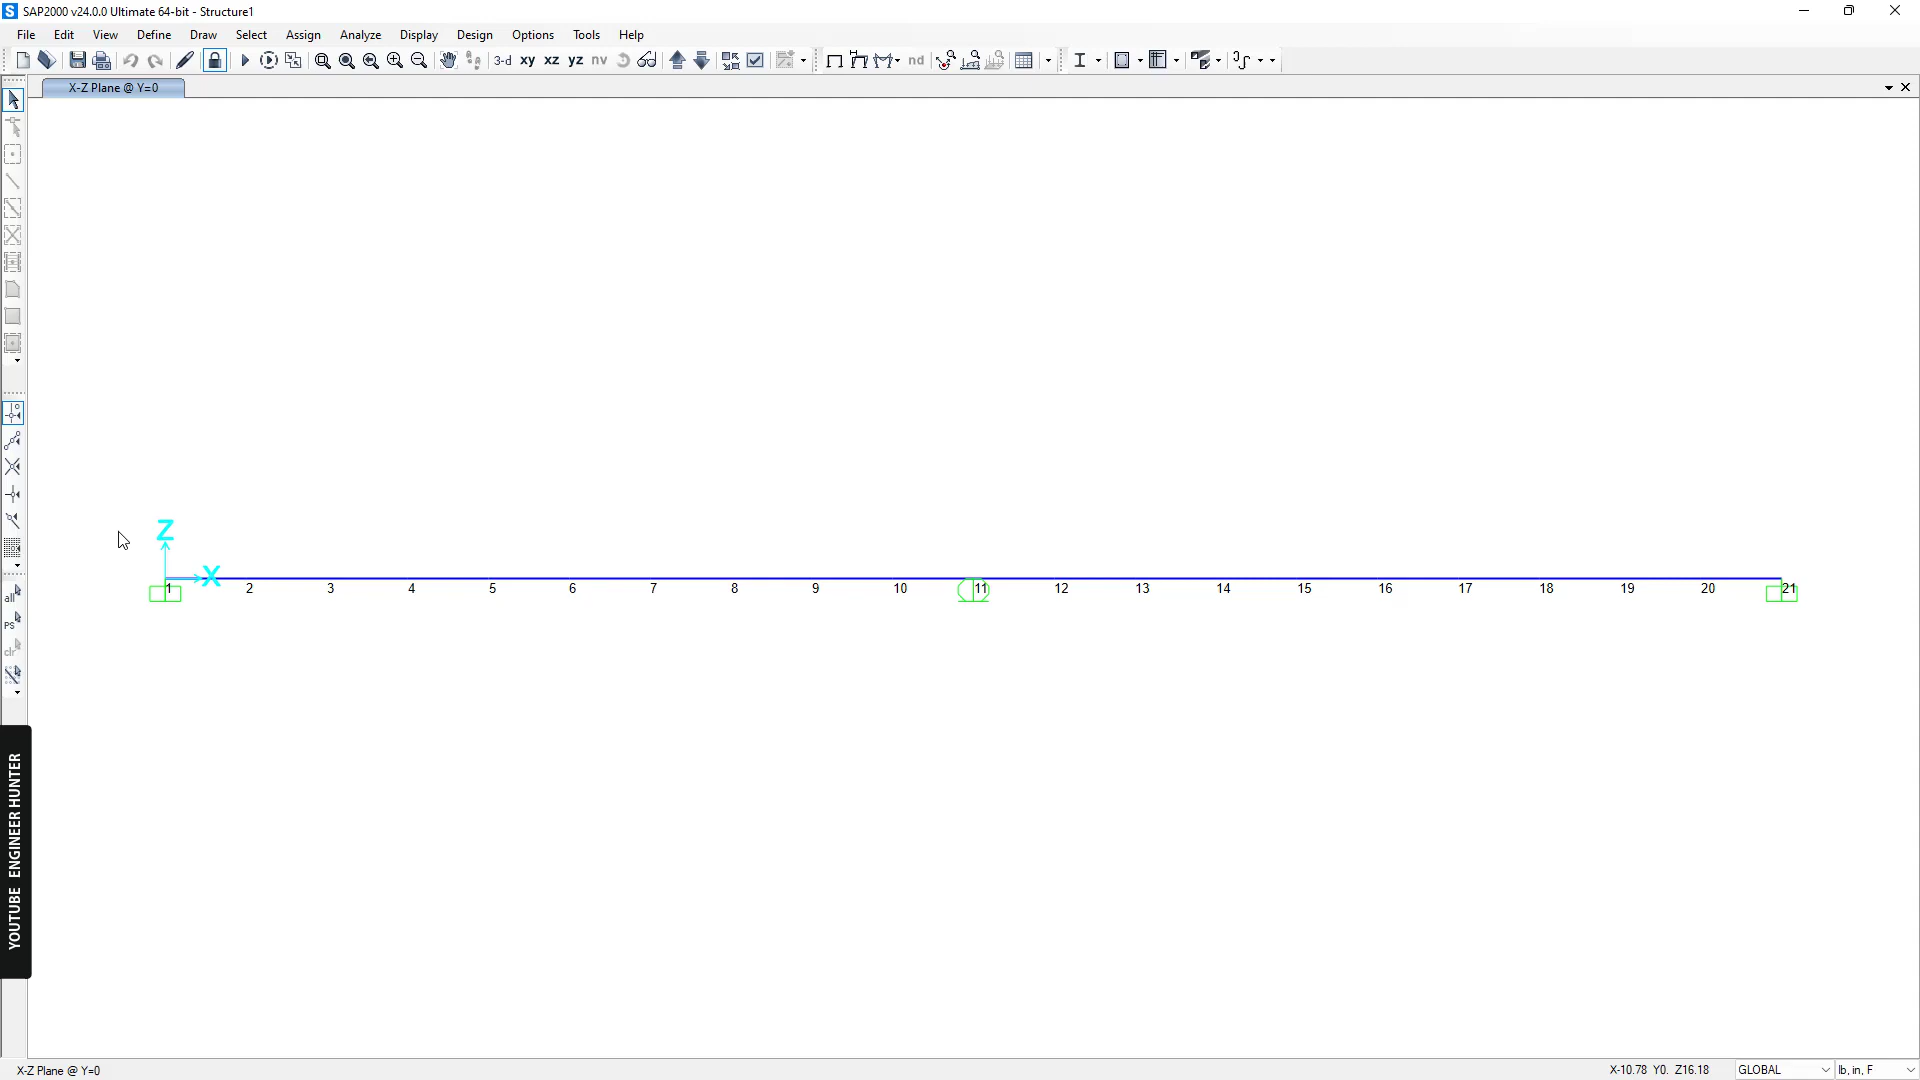 SAP2000 v24.0.0 Ultimate 64-bit - Structure1
File Edit View Define Draw Select Assign Analyze Display Design Options Tools Help
3-d xy xz yz nv nd
X-Z Plane @ Y=0
Z
X
1 2 3 4 5 6 7 8 9 10 11 12 13 14 15 16 17 18 19 20 21
all
PS
clr
YOUTUBE ENGINEER HUNTER
X-Z Plane @ Y=0
X-10.78 Y0. Z16.18
GLOBAL
lb, in, F